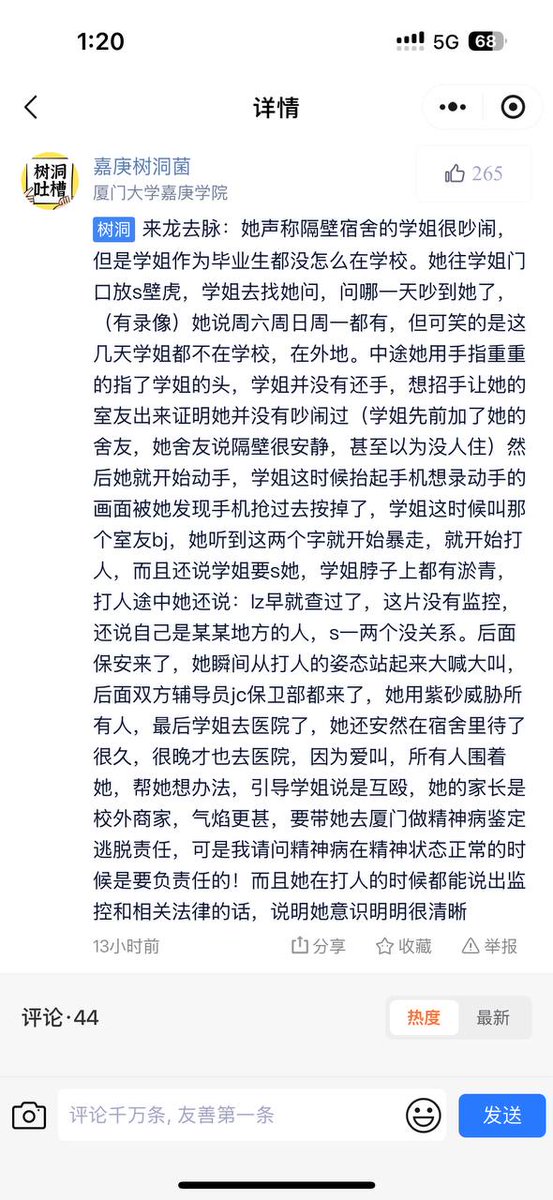 1:20
5G
68
详情
树洞
吐槽
嘉庚树洞菌
厦门大学嘉庚学院
265
树洞 来龙去脉：她声称隔壁宿舍的学姐很吵闹，
但是学姐作为毕业生都没怎么在学校。她往学姐门
口放s壁虎，学姐去找她问，问哪一天吵到她了，
（有录像）她说周六周日周一都有，但可笑的是这
几天学姐都不在学校，在外地。中途她用手指重重
的指了学姐的头，学姐并没有还手，想招手让她的
室友出来证明她并没有吵闹过（学姐先前加了她的
舍友，她舍友说隔壁很安静，甚至以为没人住）然
后她就开始动手，学姐这时候抬起手机想录动手的
画面被她发现手机抢过去按掉了，学姐这时候叫那
个室友bj，她听到这两个字就开始暴走，就开始打
人，而且还说学姐要s她，学姐脖子上都有淤青，
打人途中她还说：lz早就查过了，这片没有监控，
还说自己是某某地方的人，s一两个没关系。后面
保安来了，她瞬间从打人的姿态站起来大喊大叫，
后面双方辅导员jc保卫部都来了，她用紫砂威胁所
有人，最后学姐去医院了，她还安然在宿舍里待了
很久，很晚才也去医院，因为爱叫，所有人围着
她，帮她想办法，引导学姐说是互殴，她的家长是
校外商家，气焰更甚，要带她去厦门做精神病鉴定
逃脱责任，可是我请问精神病在精神状态正常的时
候是要负责任的！而且她在打人的时候都能说出监
控和相关法律的话，说明她意识明明很清晰
13小时前
分享
收藏
举报
评论·44
热度
最新
评论千万条, 友善第一条
发送